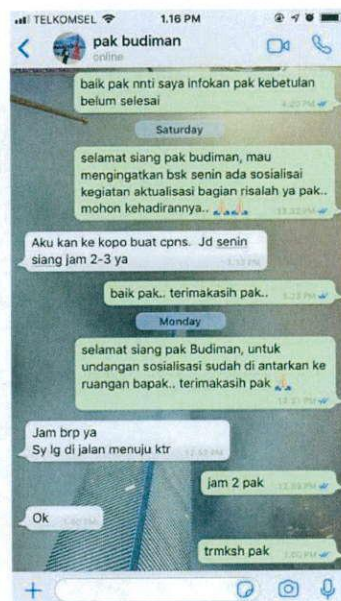 TELKOMSEL 1.16 PM
pak budiman
online
baik pak nnti saya infokan pak kebetulan
belum selesai
Saturday
selamat siang pak budiman, mau
mengingatkan bsk senin ada sosialisai
kegiatan aktualisasi bagian risalah ya pak..
mohon kehadirannya.. 🙏🙏
Aku kan ke kopo buat cpns. Jd senin
siang jam 2-3 ya
baik pak.. terimakasih pak..
Monday
selamat siang pak Budiman, untuk
undangan sosialisasi sudah di antarkan ke
ruangan bapak.. terimakasih pak 🙏
Jam brp ya
Sy lg di jalan menuju ktr
jam 2 pak
Ok
trmksh pak